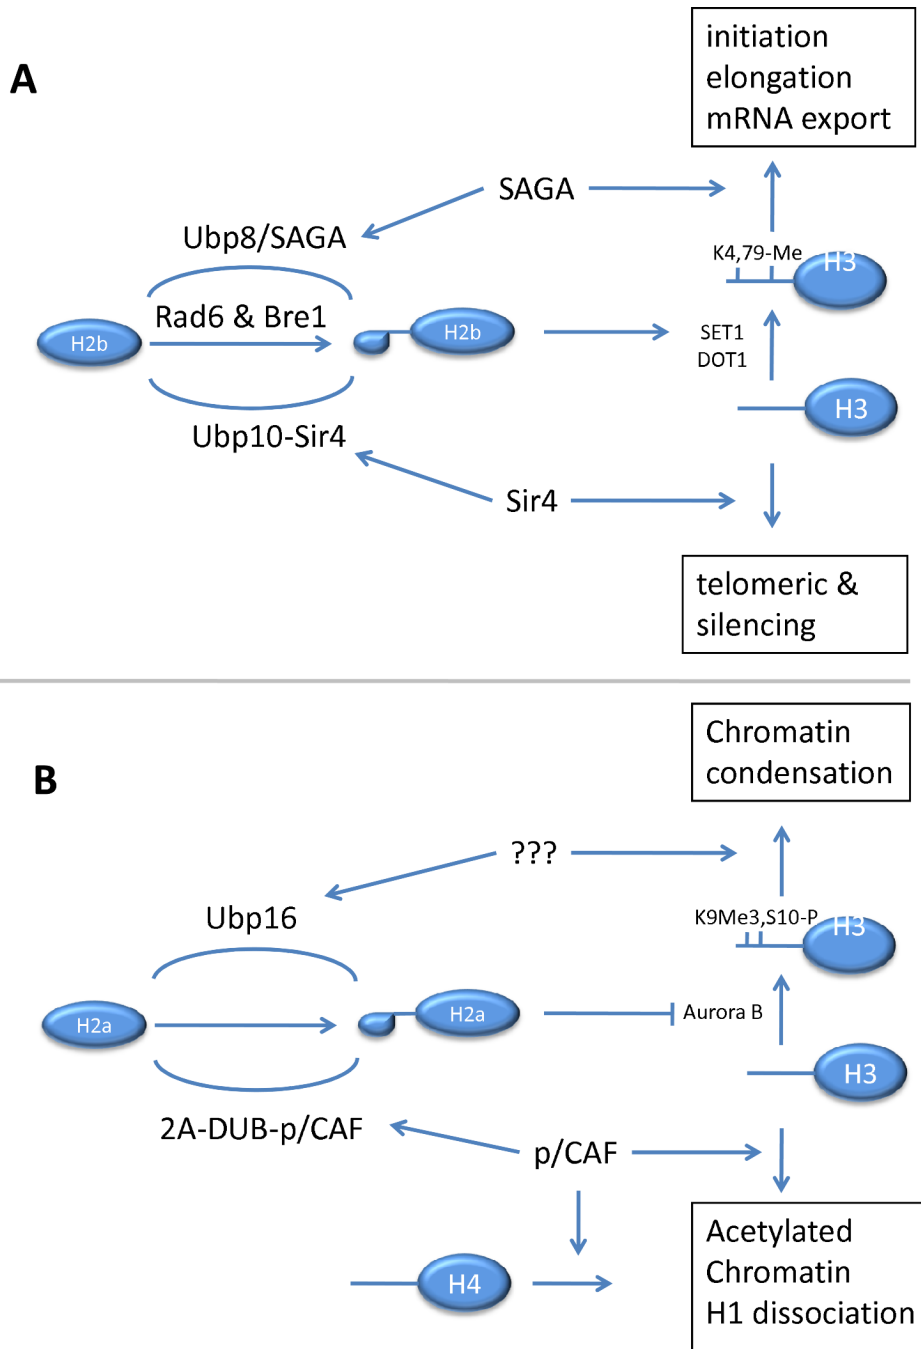 A
initiation
elongation
mRNA export
SAGA
Ubp8/SAGA
K4,79-Me
H3
Rad6 & Bre1
H2b
H2b
SET1
DOT1
H3
Ubp10-Sir4
Sir4
telomeric &
silencing
B
Chromatin
condensation
???
Ubp16
K9Me3,S10-P
H3
H2a
H2a
Aurora B
H3
2A-DUB-p/CAF
p/CAF
H4
Acetylated
Chromatin
H1 dissociation